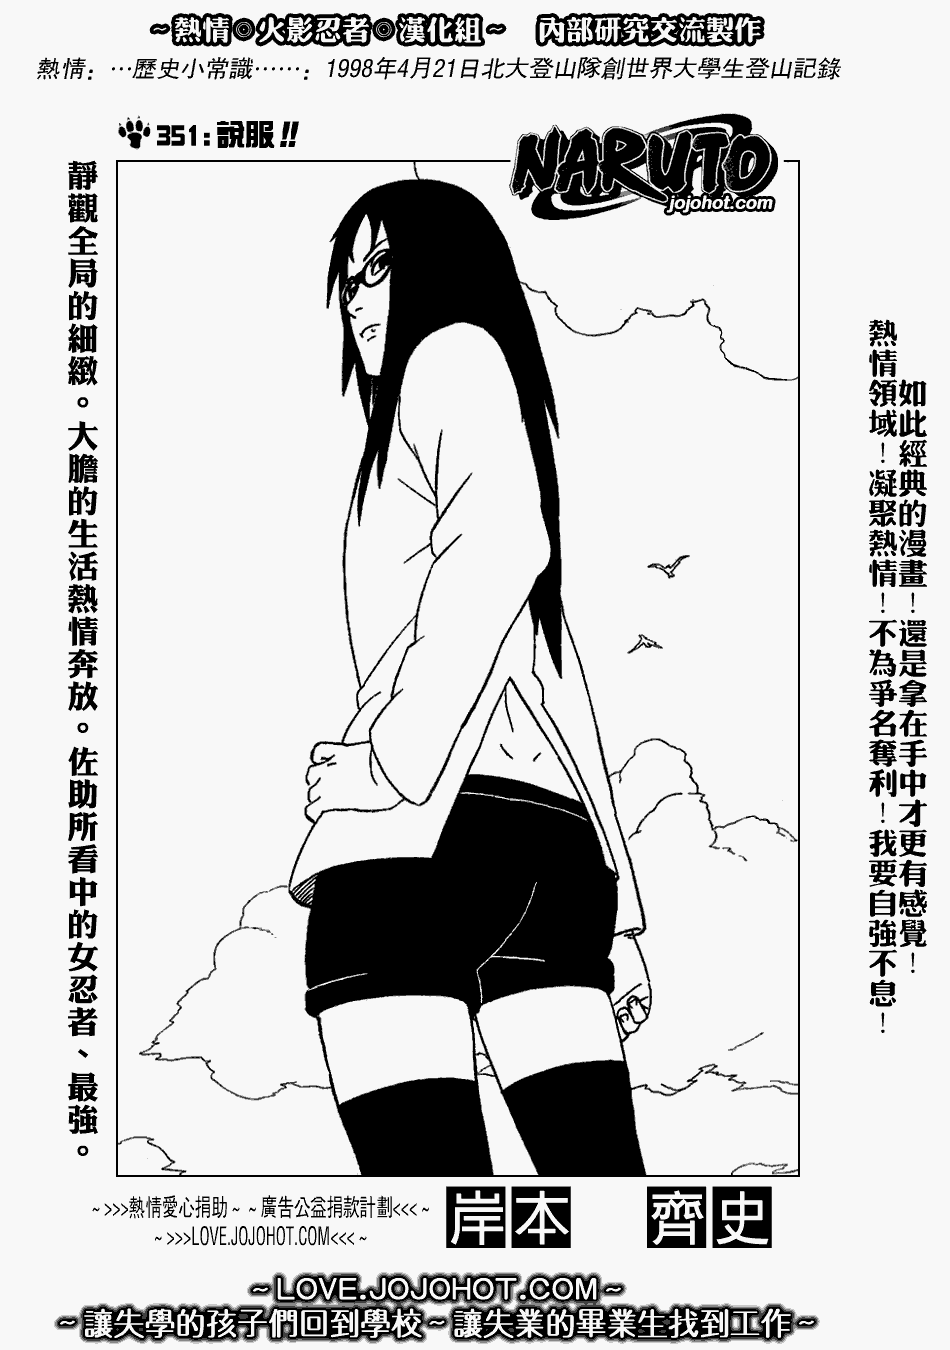 ~熱情◎火影忍者◎漢化組~ 內部研究交流製作
熱情：…歷史小常識……：1998年4月21日北大登山隊創世界大學生登山記錄
351:說服!!
NARUTO
jojohot.com
如此經典的漫畫！還是拿在手中才更有感覺！
熱情領域！凝聚熱情！不為爭名奪利！我要自強不息！
靜觀全局的細緻。大膽的生活熱情奔放。佐助所看中的女忍者、最強。
~>>>熱情愛心捐助~~廣告公益捐款計劃<<<~
~>>>LOVE.JOJOHOT.COM<<<~
岸本 齊史
~LOVE.JOJOHOT.COM~
~讓失學的孩子們回到學校~讓失業的畢業生找到工作~